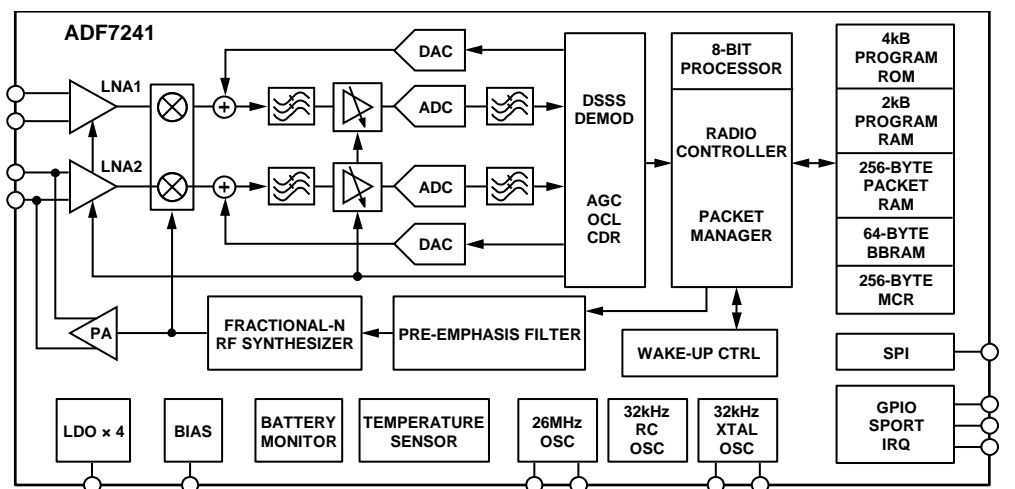 ADF7241
LNA1
LNA2
DAC
ADC
ADC
DAC
DSSS
DEMOD
AGC
OCL
CDR
8-BIT
PROCESSOR
RADIO
CONTROLLER
PACKET
MANAGER
4kB
PROGRAM
ROM
2kB
PROGRAM
RAM
256-BYTE
PACKET
RAM
64-BYTE
BBRAM
256-BYTE
MCR
PA
FRACTIONAL-N
RF SYNTHESIZER
PRE-EMPHASIS FILTER
WAKE-UP CTRL
SPI
LDO × 4
BIAS
BATTERY
MONITOR
TEMPERATURE
SENSOR
26MHz
OSC
32kHz
RC
OSC
32kHz
XTAL
OSC
GPIO
SPORT
IRQ